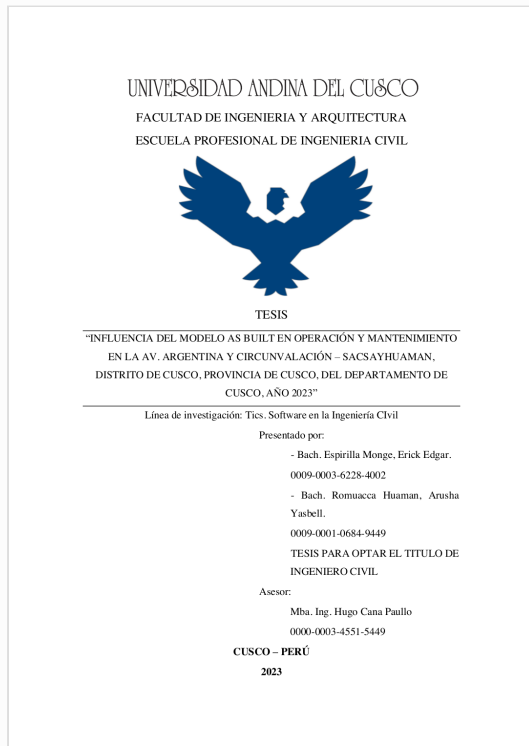 UNIVERSIDAD ANDINA DEL CUSCO
FACULTAD DE INGENIERIA Y ARQUITECTURA
ESCUELA PROFESIONAL DE INGENIERIA CIVIL
TESIS
“INFLUENCIA DEL MODELO AS BUILT EN OPERACIÓN Y MANTENIMIENTO
EN LA AV. ARGENTINA Y CIRCUNVALACIÓN – SACSAYHUAMAN,
DISTRITO DE CUSCO, PROVINCIA DE CUSCO, DEL DEPARTAMENTO DE
CUSCO, AÑO 2023”
Línea de investigación: Tics. Software en la Ingeniería CIvil
Presentado por:
- Bach. Espirilla Monge, Erick Edgar.
0009-0003-6228-4002
- Bach. Romuacca Huaman, Arusha
Yasbell.
0009-0001-0684-9449
TESIS PARA OPTAR EL TITULO DE
INGENIERO CIVIL
Asesor:
Mba. Ing. Hugo Cana Paullo
0000-0003-4551-5449
CUSCO – PERÚ
2023